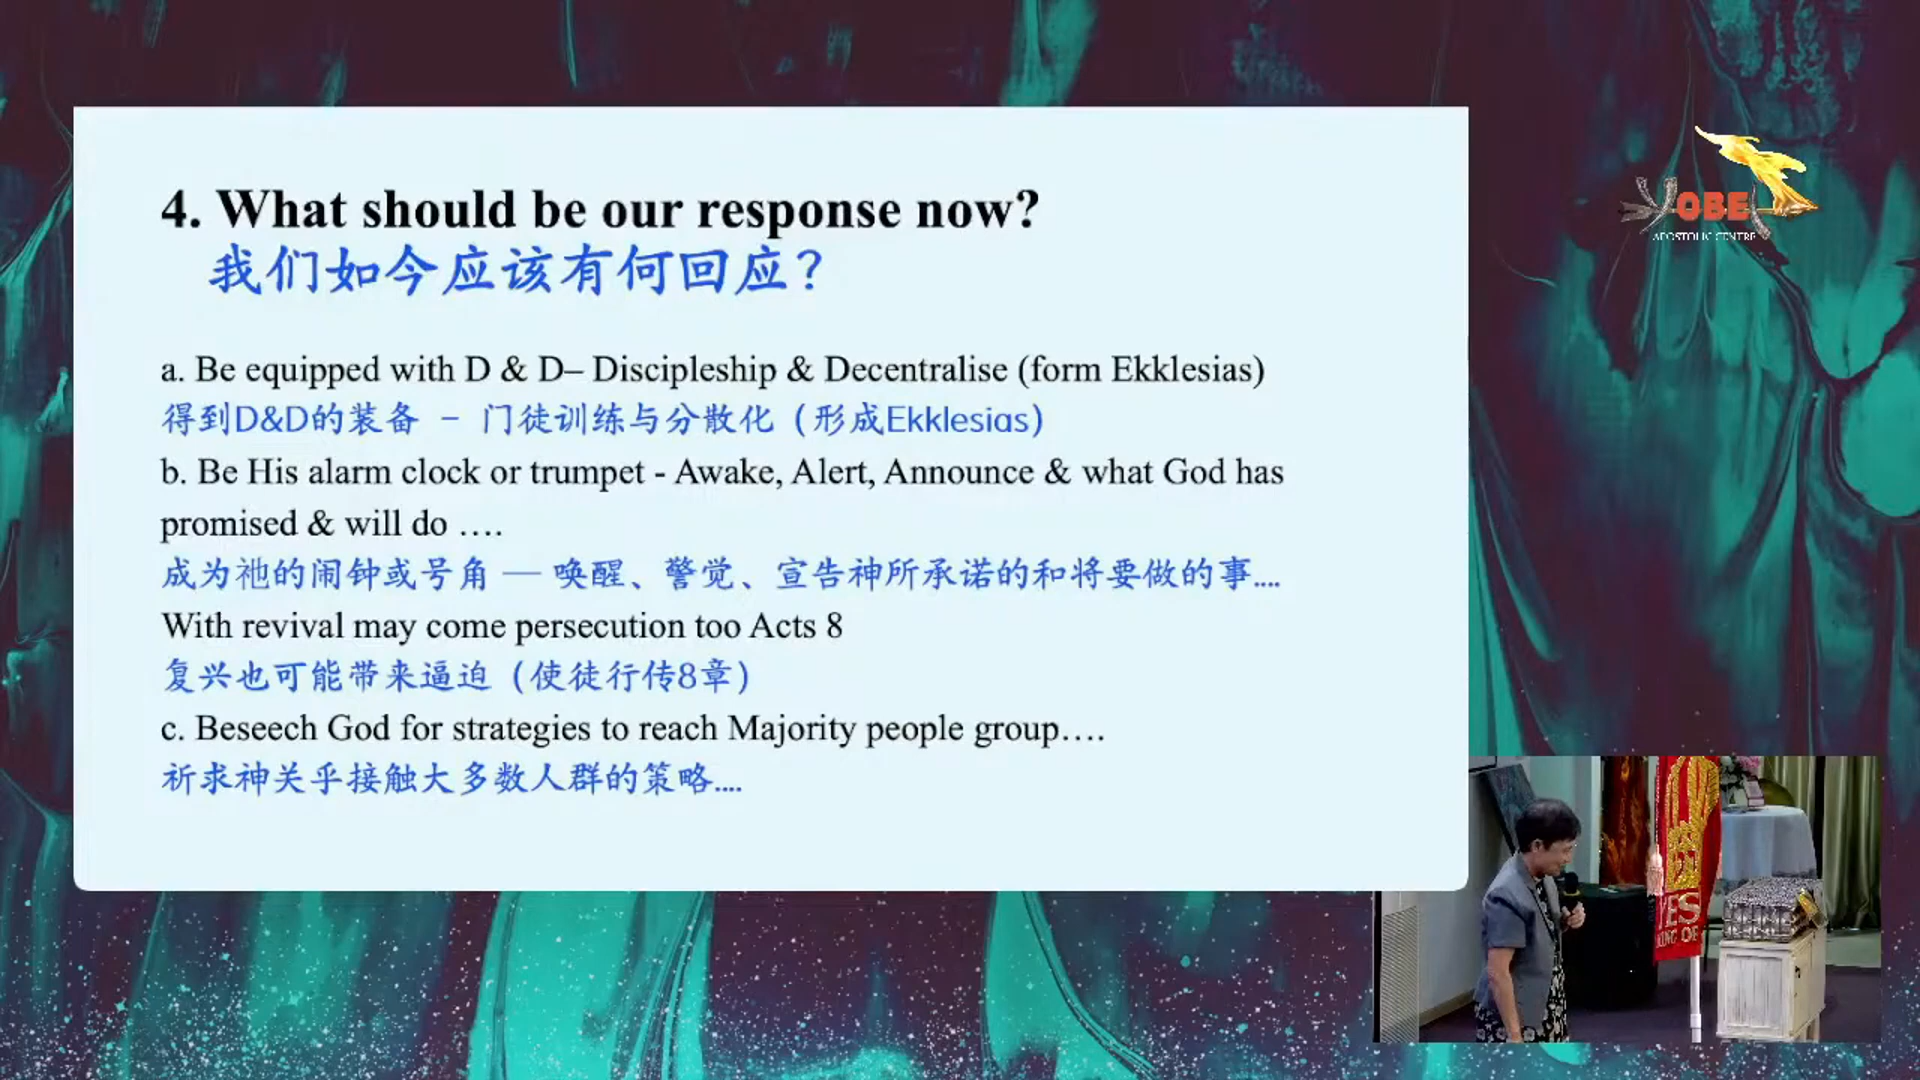 4. What should be our response now?
我们如今应该有何回应？
a. Be equipped with D & D– Discipleship & Decentralise (form Ekklesias)
得到D&D的装备 - 门徒训练与分散化（形成Ekklesias）
b. Be His alarm clock or trumpet - Awake, Alert, Announce & what God has
promised & will do ….
成为祂的闹钟或号角 — 唤醒、警觉、宣告神所承诺的和将要做的事....
With revival may come persecution too Acts 8
复兴也可能带来逼迫（使徒行传8章）
c. Beseech God for strategies to reach Majority people group….
祈求神关乎接触大多数人群的策略....
YOBEL
APOSTOLIC CENTRE
YES
KING OF